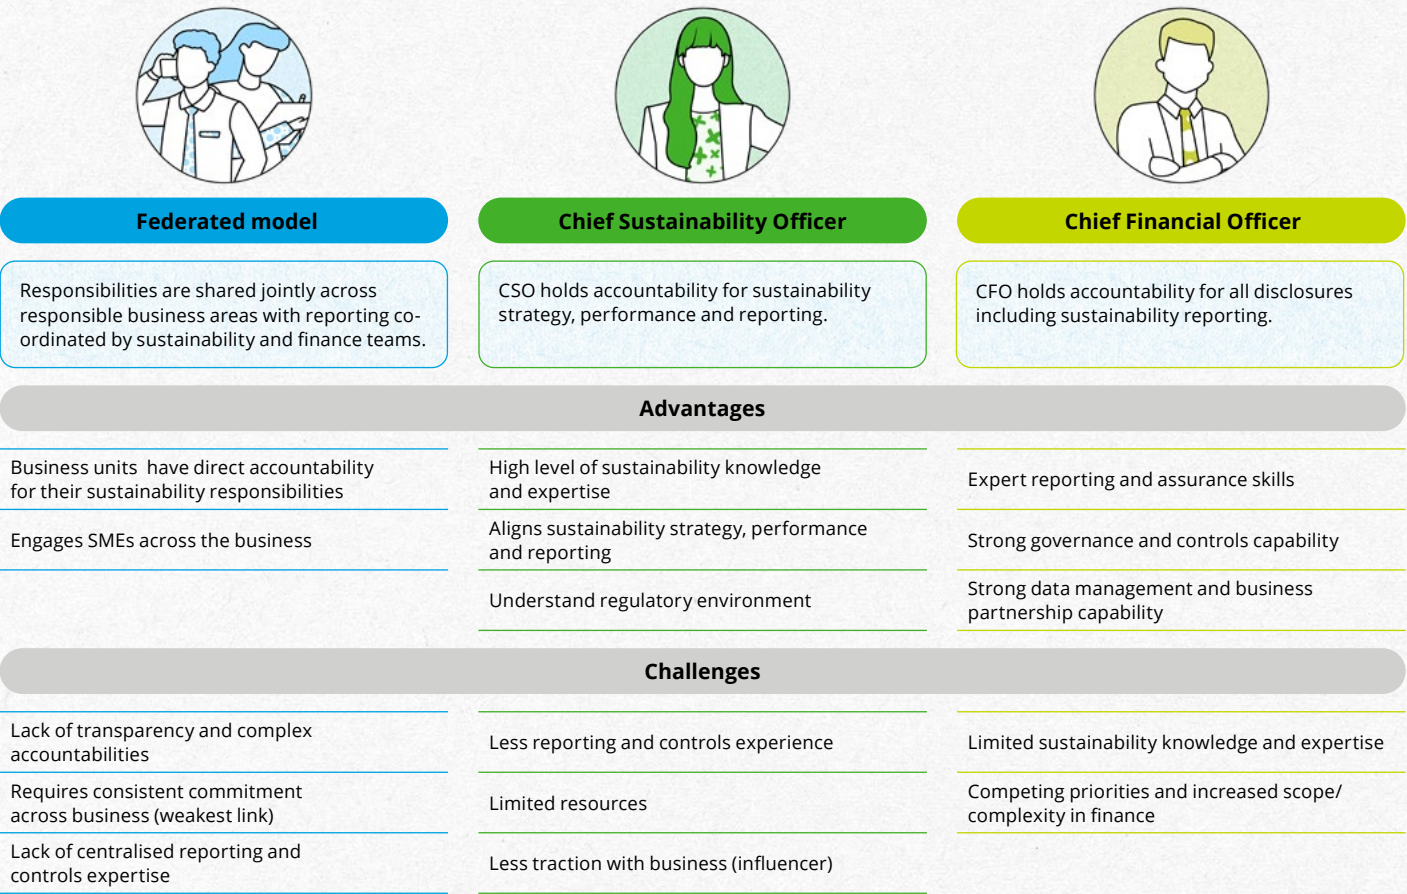 Federated model
Chief Sustainability Officer
Chief Financial Officer
Responsibilities are shared jointly across
responsible business areas with reporting co-
ordinated by sustainability and finance teams.
CSO holds accountability for sustainability
strategy, performance and reporting.
CFO holds accountability for all disclosures
including sustainability reporting.
Advantages
Business units  have direct accountability
for their sustainability responsibilities
Engages SMEs across the business
High level of sustainability knowledge
and expertise
Aligns sustainability strategy, performance
and reporting
Understand regulatory environment
Expert reporting and assurance skills
Strong governance and controls capability
Strong data management and business
partnership capability
Challenges
Lack of transparency and complex
accountabilities
Requires consistent commitment
across business (weakest link)
Lack of centralised reporting and
controls expertise
Less reporting and controls experience
Limited resources
Less traction with business (influencer)
Limited sustainability knowledge and expertise
Competing priorities and increased scope/
complexity in finance